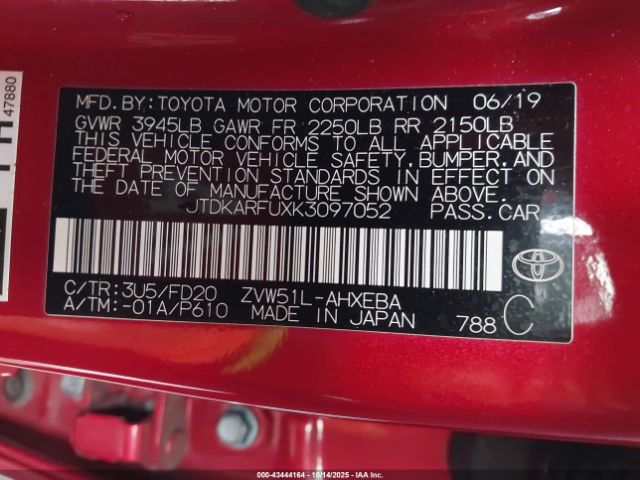 47880
MFD. BY: TOYOTA MOTOR CORPORATION 06/19
GVWR 3945LB GAWR FR 2250LB RR 2150LB
THIS VEHICLE CONFORMS TO ALL APPLICABLE
FEDERAL MOTOR VEHICLE SAFETY, BUMPER, AND
THEFT PREVENTION STANDARDS IN EFFECT ON
THE DATE OF MANUFACTURE SHOWN ABOVE.
JTDKARFUXK3097052 PASS. CAR
C/TR: 3U5/FD20 ZVW51L-AHXEBA
A/TM: -01A/P610 MADE IN JAPAN 788 C
000-43444164 - 10/14/2025 - IAA Inc.